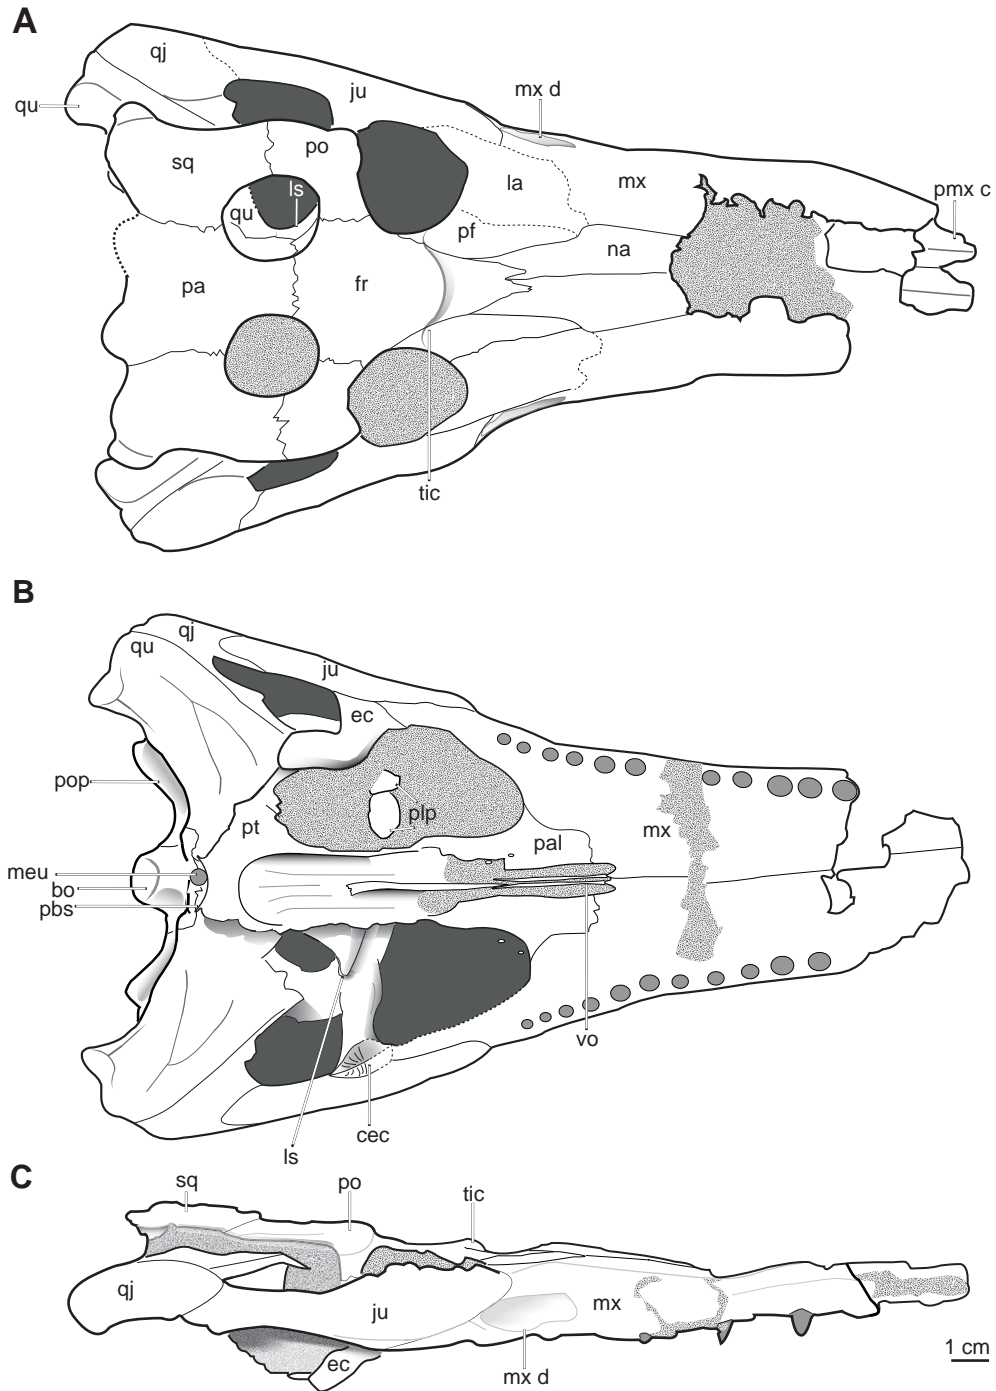 A
qj
qu
ju
mx d
po
sq
ls
la
mx
pmx c
qu
pf
na
pa
fr
tic
B
qj
qu
ju
ec
pop
plp
pt
mx
pal
meu
bo
pbs
vo
cec
ls
C
sq
po
tic
qj
ju
mx
ec
mx d
1 cm